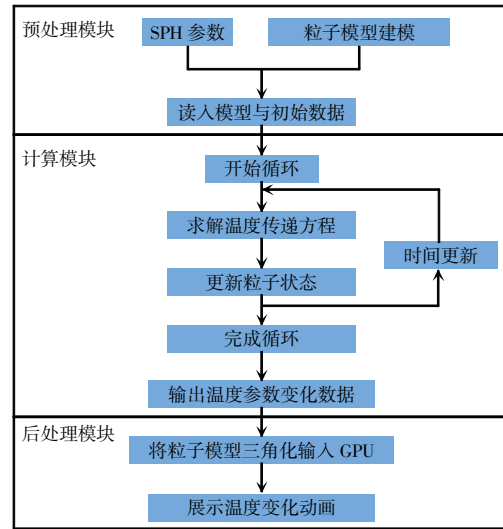 预处理模块
SPH 参数
粒子模型建模
读入模型与初始数据
计算模块
开始循环
求解温度传递方程
时间更新
更新粒子状态
完成循环
输出温度参数变化数据
后处理模块
将粒子模型三角化输入 GPU
展示温度变化动画